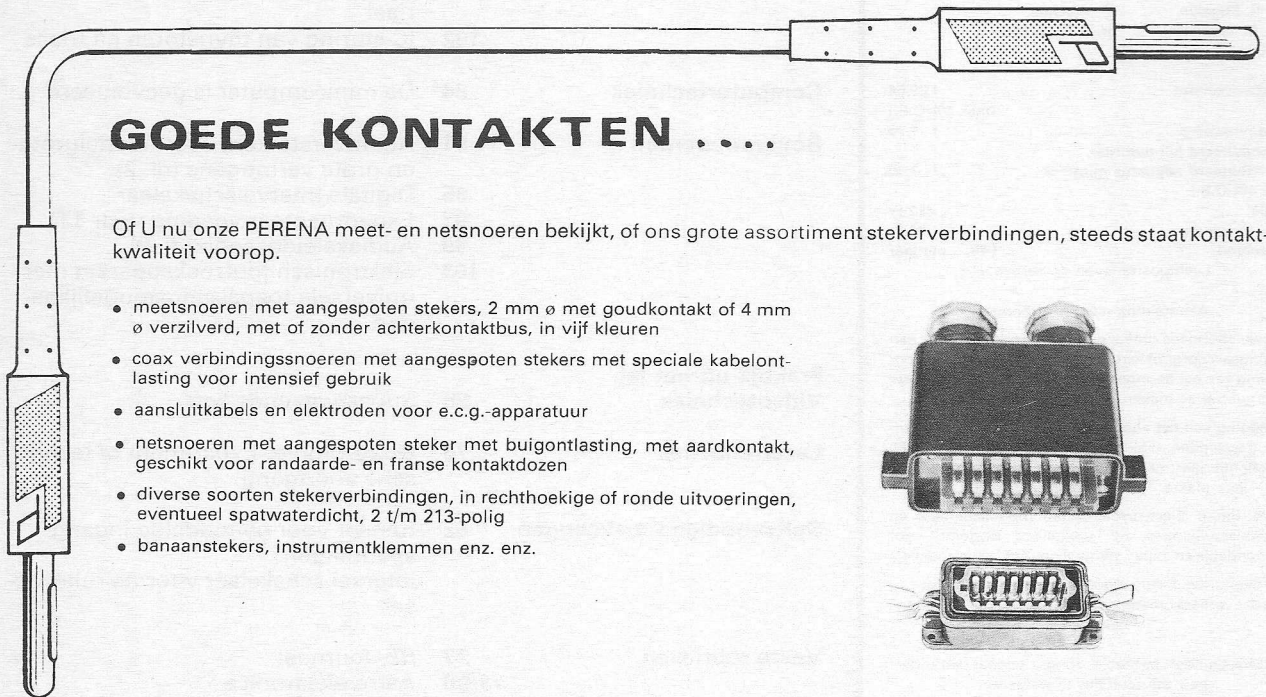 GOEDE KONTAKTEN ...
Of U nu onze PERENA meet- en netsnoeren bekijkt, of ons grote assortiment stekerverbindingen, steeds staat kontakt-
kwaliteit voorop.
• meetsnoeren met aangespoten stekers, 2 mm ø met goudkontakt of 4 mm
ø verzilverd, met of zonder achterkontaktbus, in vijf kleuren
• coax verbindingssnoeren met aangespoten stekers met speciale kabelont-
lasting voor intensief gebruik
• aansluitkabels en elektroden voor e.c.g.-apparatuur
• netsnoeren met aangespoten steker met buigontlasting, met aardkontakt,
geschikt voor randaarde- en franse kontaktdozen
• diverse soorten stekerverbindingen, in rechthoekige of ronde uitvoeringen,
eventueel spatwaterdicht, 2 t/m 213-polig
• banaanstekers, instrumentklemmen enz. enz.